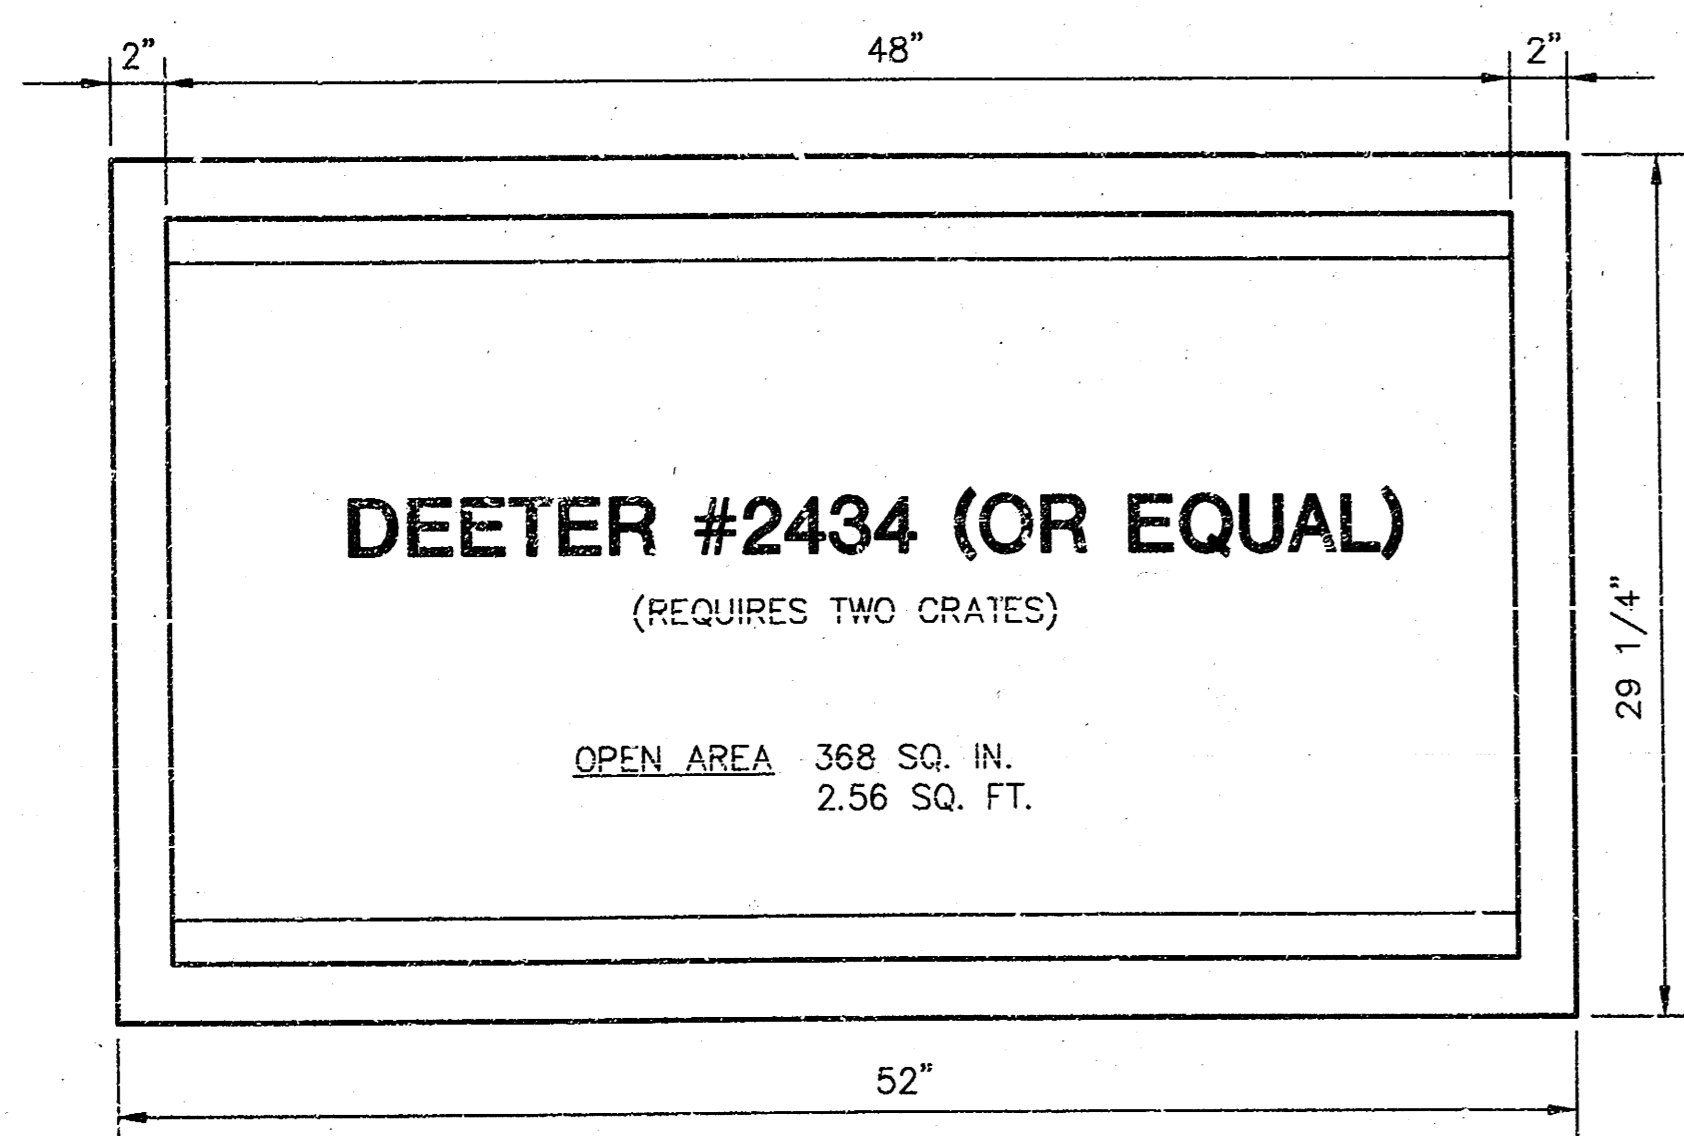 2" 48" 2"
DEETER #2434 (OR EQUAL)
(REQUIRES TWO CRATES)
29 1/4"
OPEN AREA 368 SQ. IN.
2.56 SQ. FT.
52"